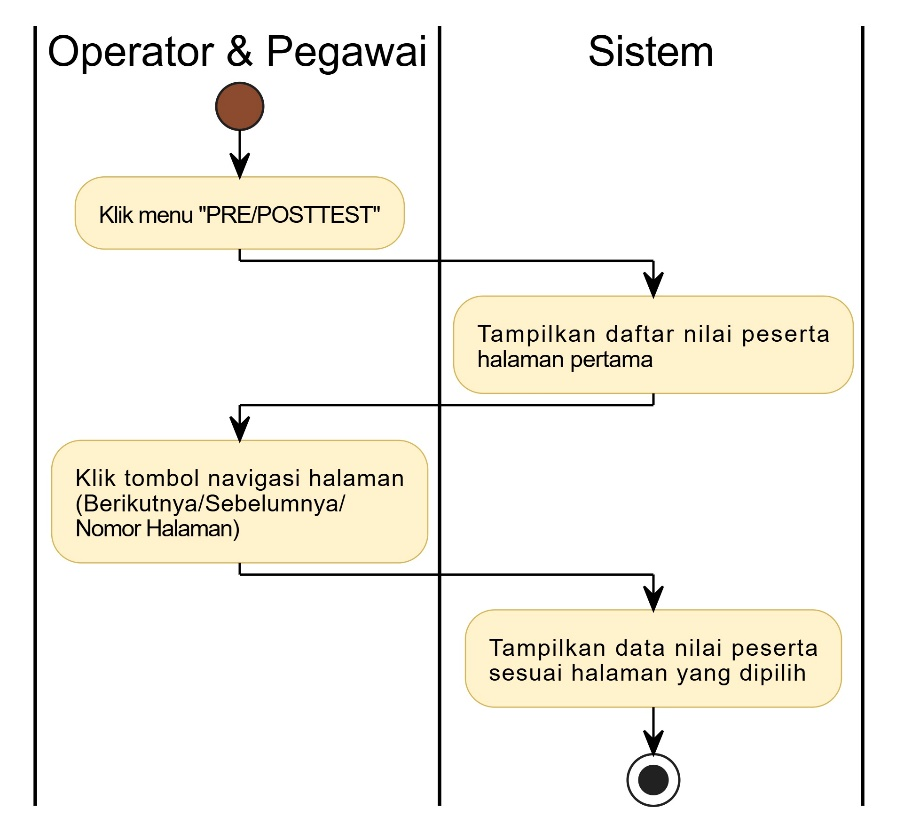 Operator & Pegawai
Sistem
Klik menu "PRE/POSTTEST"
Tampilkan daftar nilai peserta
halaman pertama
Klik tombol navigasi halaman
(Berikutnya/Sebelumnya/
Nomor Halaman)
Tampilkan data nilai peserta
sesuai halaman yang dipilih